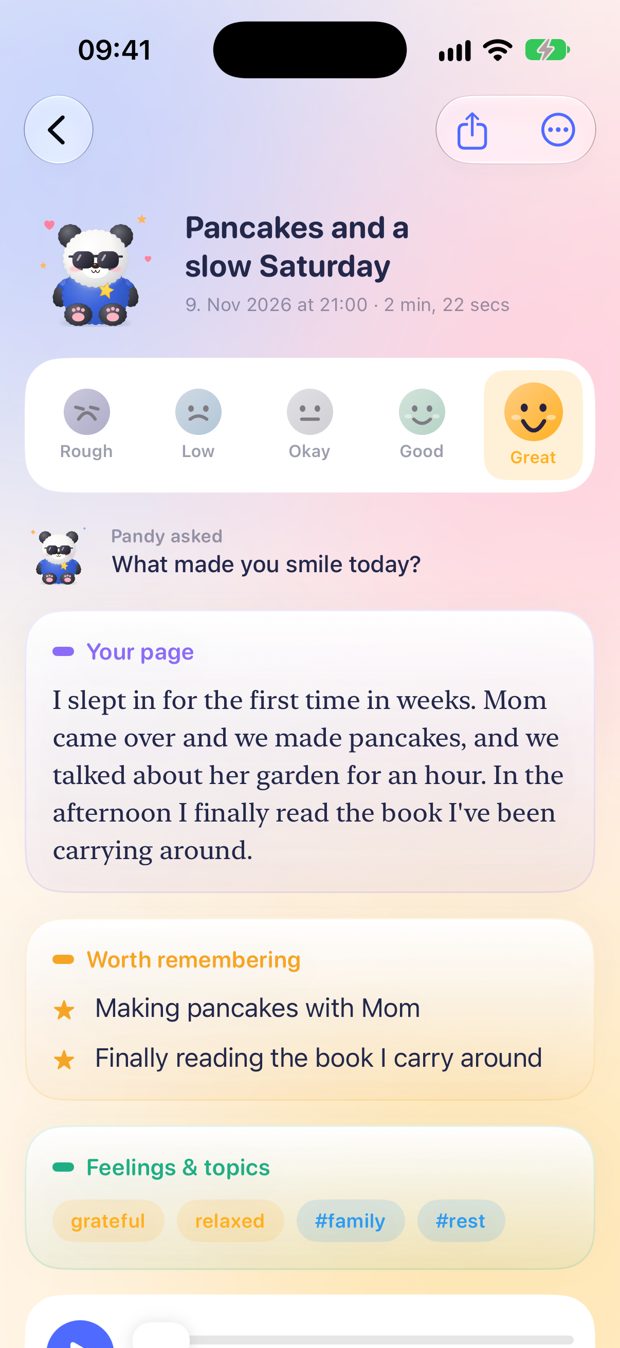 09:41
Pancakes and a
slow Saturday
9. Nov 2026 at 21:00 · 2 min, 22 secs
Rough
Low
Okay
Good
Great
Pandy asked
What made you smile today?
Your page
I slept in for the first time in weeks. Mom
came over and we made pancakes, and we
talked about her garden for an hour. In the
afternoon I finally read the book I've been
carrying around.
Worth remembering
Making pancakes with Mom
Finally reading the book I carry around
Feelings & topics
grateful
relaxed
#family
#rest